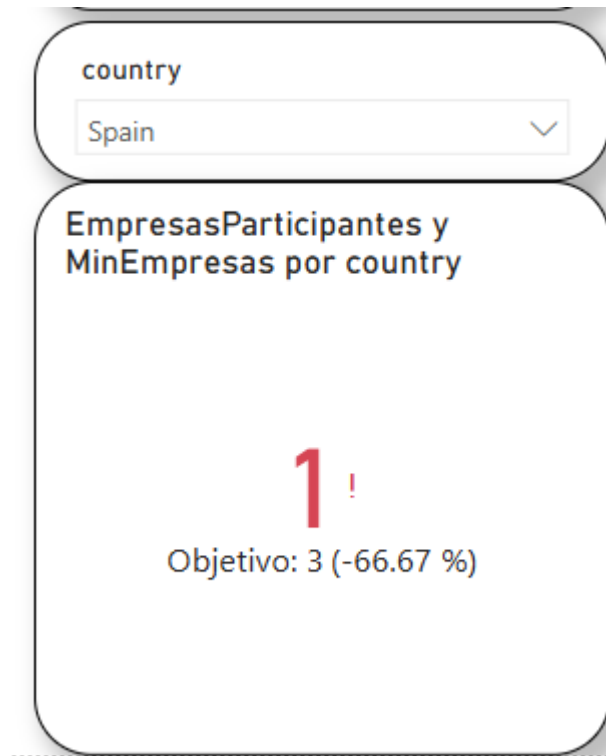 country
Spain
EmpresasParticipantes y
MinEmpresas por country
1 !
Objetivo: 3 (-66.67 %)